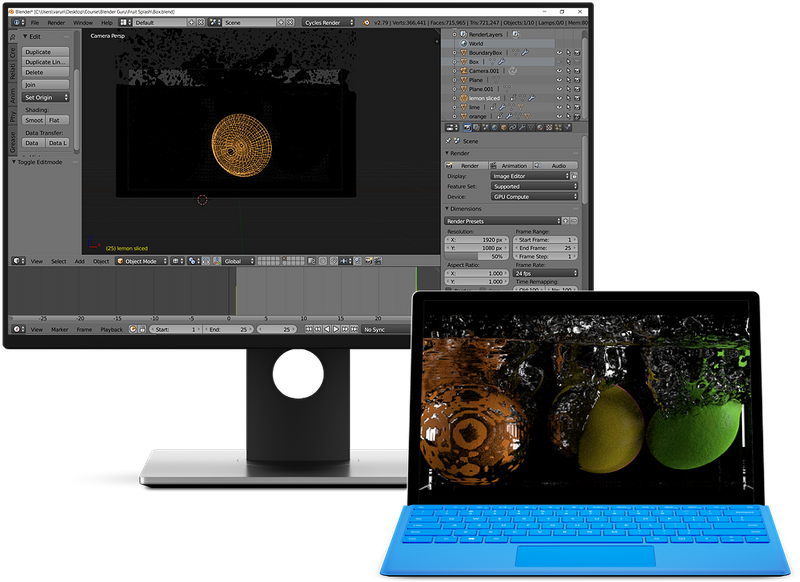 Blender* [C:\Users\varun\Desktop\Course\Blender Guru\Fruit Splash\Box.blend]
File Render Window Help Default Scene Cycles Render v2.79 | Verts:366,441 | Faces:715,965 | Tris:721,247 | Objects:1/10 | Lamps:0/0 | Mem:80
Edit
Duplicate
Duplicate Lin...
Delete
Join
Set Origin
Shading:
Smoot Flat
Data Transfer:
Data Data L
Toggle Editmode
Camera Persp
(25) lemon sliced
RenderLayers
World
BoundaryBox
Box
Camera.001
Plane
Plane.001
lemon sliced
lime
orange
Scene
Render
Render Animation Audio
Display: Image Editor
Feature Set: Supported
Device: GPU Compute
Dimensions
Render Presets
Resolution: Frame Range:
X: 1920 px Start Frame: 1
Y: 1080 px End Frame: 25
50% Frame Step: 1
Aspect Ratio: Frame Rate:
X: 1.000 24 fps
Y: 1.000 Time Remapping:
View Select Add Object Object Mode Global
-25 -20 -15 -10 -5 0 5 10 15 20
View Marker Frame Playback Start: 1 End: 25 25 No Sync